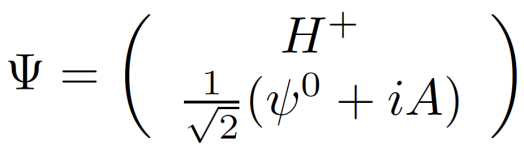 Ψ = ( H⁺
1/√2 (ψ⁰ + iA) )